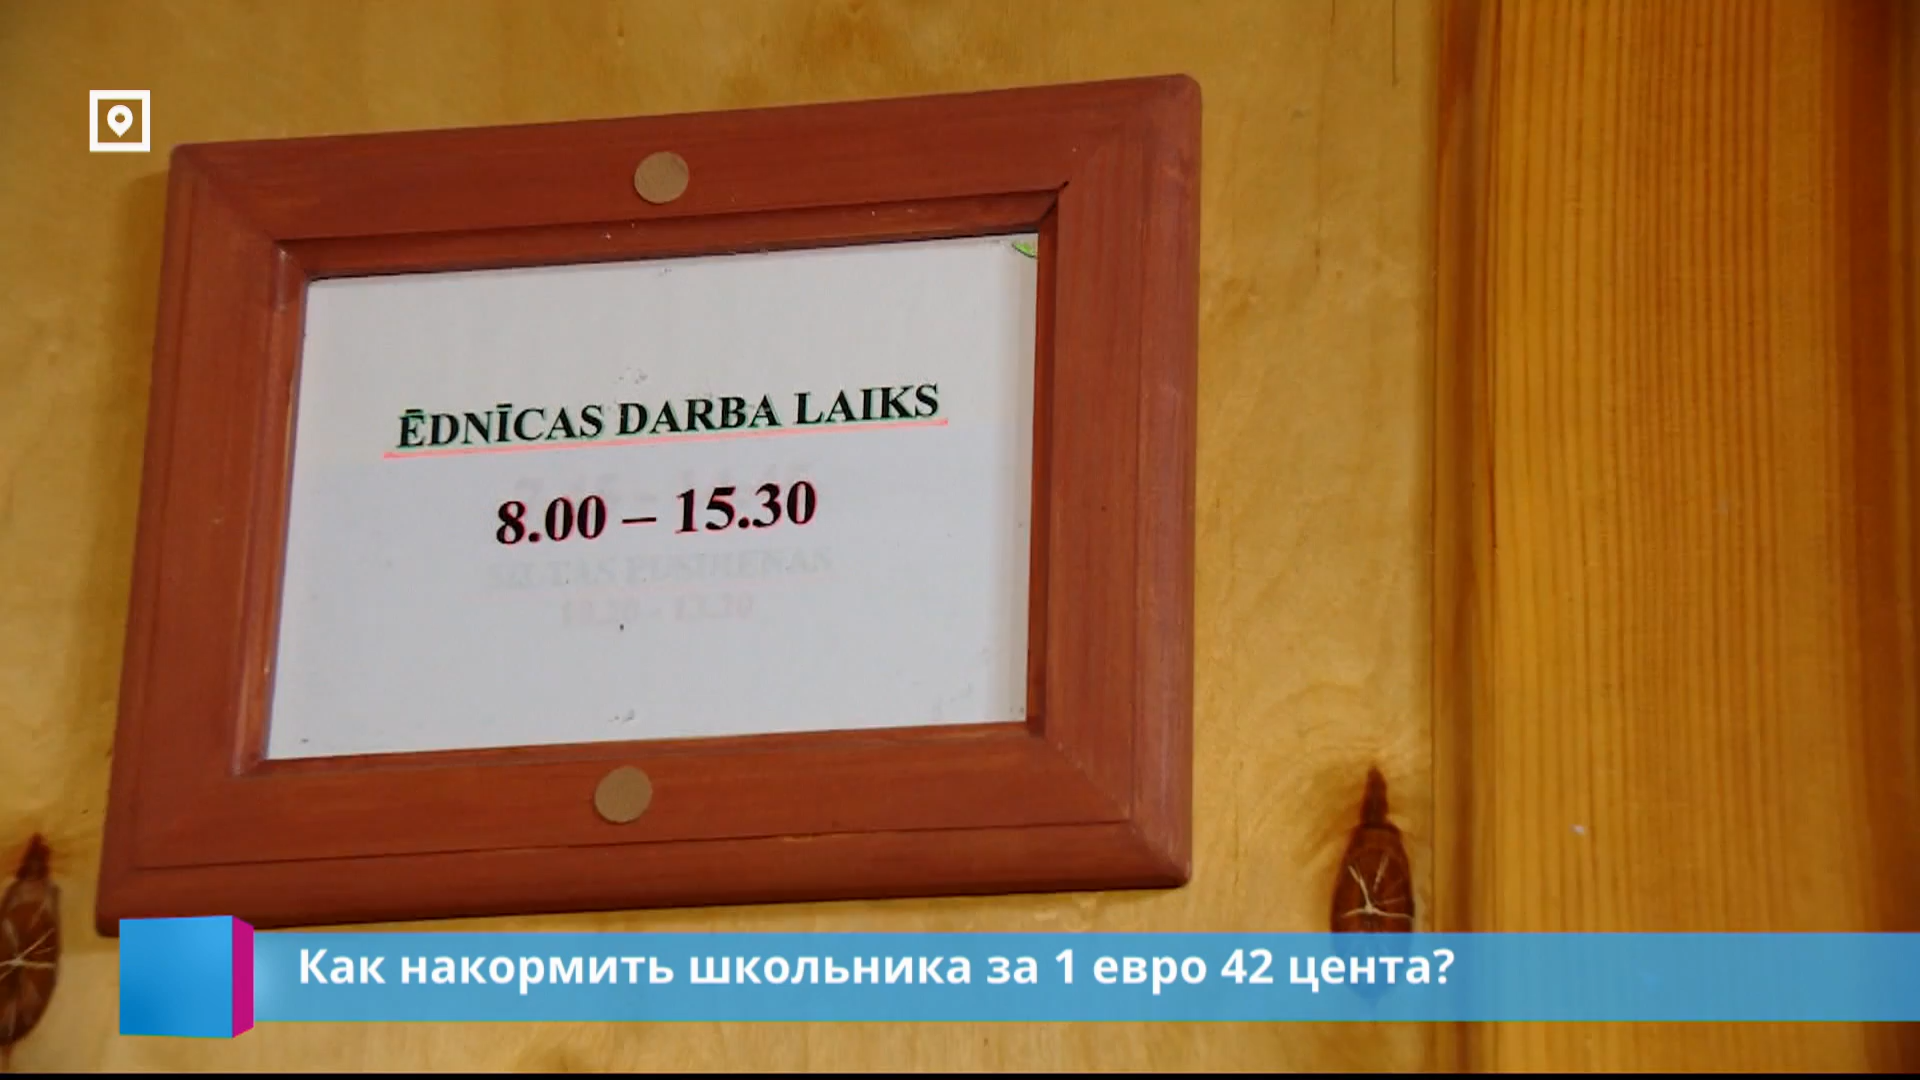 ĒDNĪCAS DARBA LAIKS
8.00 – 15.30
Как накормить школьника за 1 евро 42 цента?